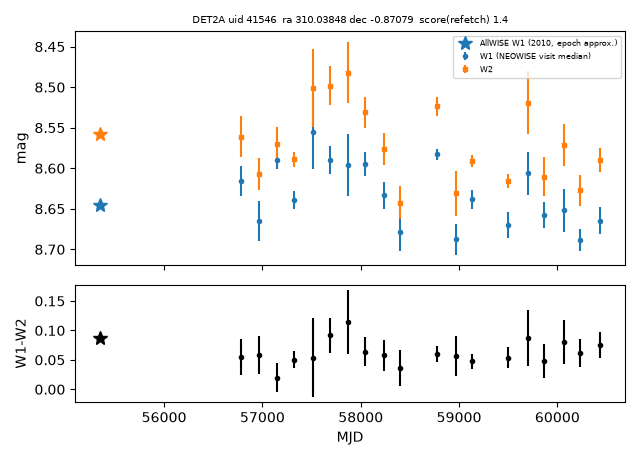 DET2A uid 41546  ra 310.03848 dec -0.87079  score(refetch) 1.4
AllWISE W1 (2010, epoch approx.)
W1 (NEOWISE visit median)
W2
8.45
8.50
8.55
8.60
8.65
8.70
mag
0.15
0.10
0.05
0.00
W1-W2
56000
57000
58000
59000
60000
MJD